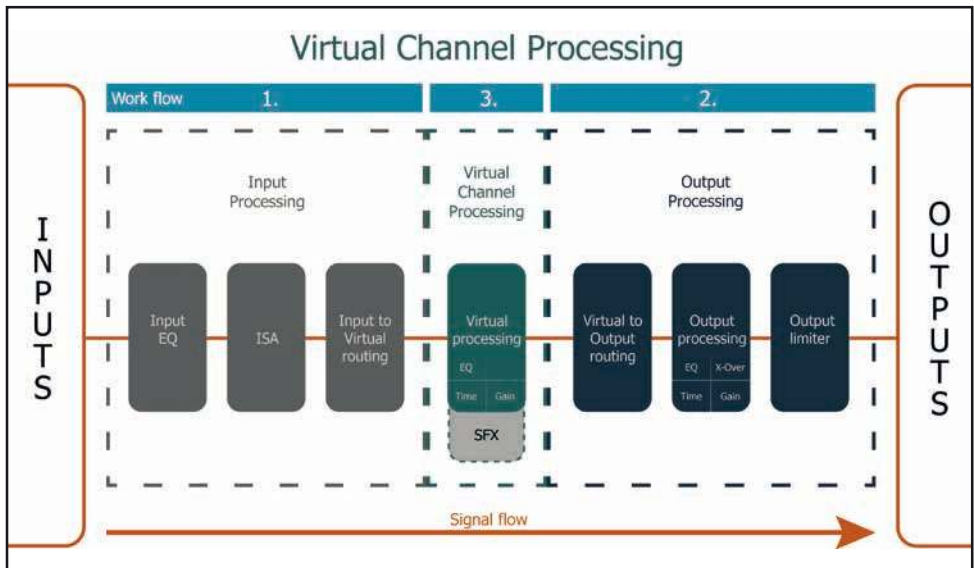 Virtual Channel Processing
Work flow 1. 3. 2.
INPUTS
Input
Processing
Virtual
Channel
Processing
Output
Processing
Input
EQ
ISA
Input to
Virtual
routing
Virtual
processing
EQ
Time Gain
SFX
Virtual to
Output
routing
Output
processing
EQ X-Over
Time Gain
Output
limiter
OUTPUTS
Signal flow